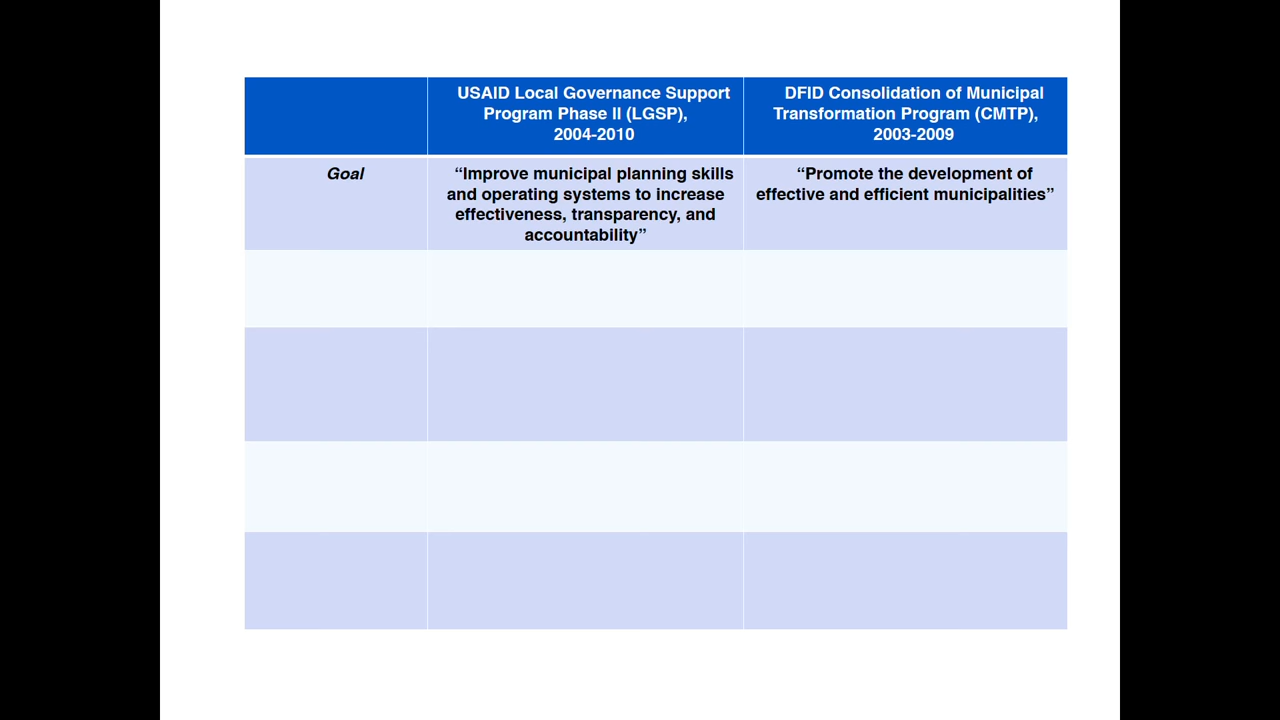 USAID Local Governance Support
Program Phase II (LGSP),
2004-2010
DFID Consolidation of Municipal
Transformation Program (CMTP),
2003-2009
Goal
“Improve municipal planning skills
and operating systems to increase
effectiveness, transparency, and
accountability”
“Promote the development of
effective and efficient municipalities”